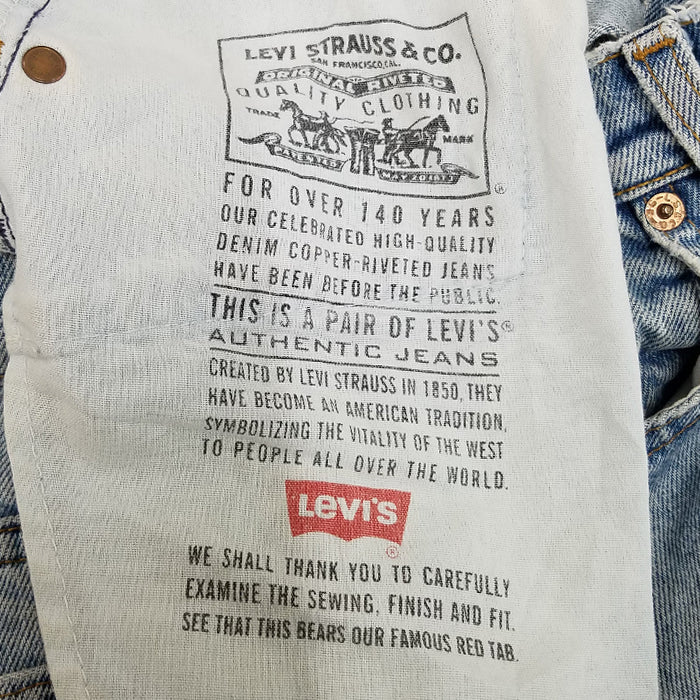 LEVI STRAUSS & CO.
SAN FRANCISCO, CAL.
ORIGINAL RIVETED
QUALITY CLOTHING
TRADE MARK
FOR OVER 140 YEARS
OUR CELEBRATED HIGH-QUALITY
DENIM COPPER-RIVETED JEANS
HAVE BEEN BEFORE THE PUBLIC.
THIS IS A PAIR OF LEVI'S®
AUTHENTIC JEANS
CREATED BY LEVI STRAUSS IN 1850, THEY
HAVE BECOME AN AMERICAN TRADITION,
SYMBOLIZING THE VITALITY OF THE WEST
TO PEOPLE ALL OVER THE WORLD.
LEVI'S
®
WE SHALL THANK YOU TO CAREFULLY
EXAMINE THE SEWING, FINISH AND FIT.
SEE THAT THIS BEARS OUR FAMOUS RED TAB.